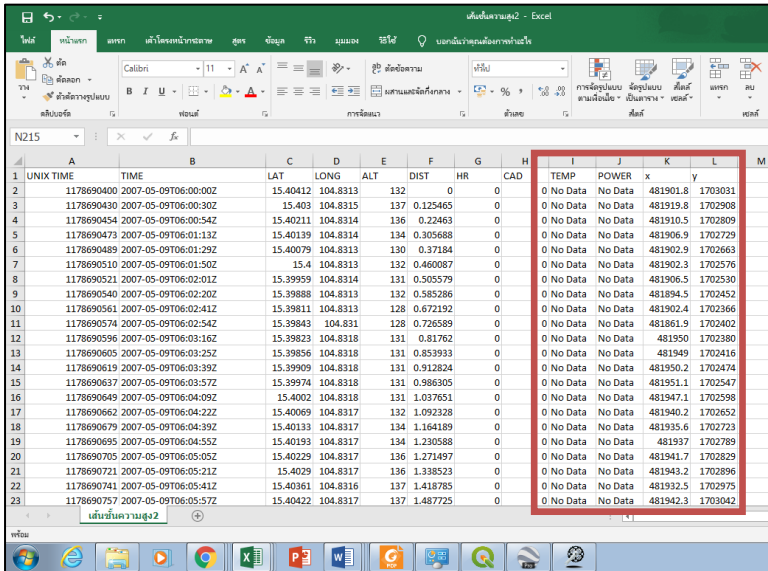 เส้นชั้นความสูง2 - Excel
ไฟล์ หน้าแรก แทรก เค้าโครงหน้ากระดาษ สูตร ข้อมูล รีวิว มุมมอง วิธีใช้ บอกฉันว่าคุณต้องการทำอะไร
วาง
ตัด
คัดลอก
ตัวคัดวางรูปแบบ
คลิปบอร์ด
Calibri 11
B I U
ฟอนต์
ตัดข้อความ
ผสานและจัดกึ่งกลาง
การจัดแนว
ทั่วไป
ตัวเลข
การจัดรูปแบบ
ตามเงื่อนไข
จัดรูปแบบ
เป็นตาราง
สไตล์
เซลล์
สไตล์
แทรก
ลบ
เซลล์
N215 fx
A B C D E F G H I J K L M
1 UNIX TIME TIME LAT LONG ALT DIST HR CAD TEMP POWER x y
2 1178690400 2007-05-09T06:00:00Z 15.40412 104.8313 132 0 0 0 No Data No Data 481901.8 1703031
3 1178690430 2007-05-09T06:00:30Z 15.403 104.8315 137 0.125465 0 0 No Data No Data 481919.8 1702908
4 1178690454 2007-05-09T06:00:54Z 15.40211 104.8314 136 0.22463 0 0 No Data No Data 481910.5 1702809
5 1178690473 2007-05-09T06:01:13Z 15.40139 104.8314 134 0.305688 0 0 No Data No Data 481906.9 1702729
6 1178690489 2007-05-09T06:01:29Z 15.40079 104.8313 130 0.37184 0 0 No Data No Data 481902.9 1702663
7 1178690510 2007-05-09T06:01:50Z 15.4 104.8313 132 0.460087 0 0 No Data No Data 481902.3 1702576
8 1178690521 2007-05-09T06:02:01Z 15.39959 104.8314 131 0.505579 0 0 No Data No Data 481906.5 1702530
9 1178690540 2007-05-09T06:02:20Z 15.39888 104.8313 132 0.585286 0 0 No Data No Data 481894.5 1702452
10 1178690561 2007-05-09T06:02:41Z 15.39811 104.8313 128 0.672192 0 0 No Data No Data 481902.4 1702366
11 1178690574 2007-05-09T06:02:54Z 15.39843 104.831 128 0.726589 0 0 No Data No Data 481861.9 1702402
12 1178690596 2007-05-09T06:03:16Z 15.39823 104.8318 131 0.81762 0 0 No Data No Data 481950 1702380
13 1178690605 2007-05-09T06:03:25Z 15.39856 104.8318 131 0.853933 0 0 No Data No Data 481949 1702416
14 1178690619 2007-05-09T06:03:39Z 15.39909 104.8318 131 0.912824 0 0 No Data No Data 481950.2 1702474
15 1178690637 2007-05-09T06:03:57Z 15.39974 104.8318 131 0.986305 0 0 No Data No Data 481951.1 1702547
16 1178690649 2007-05-09T06:04:09Z 15.4002 104.8318 131 1.037651 0 0 No Data No Data 481947.1 1702598
17 1178690662 2007-05-09T06:04:22Z 15.40069 104.8317 132 1.092328 0 0 No Data No Data 481940.2 1702652
18 1178690679 2007-05-09T06:04:39Z 15.40133 104.8317 134 1.164189 0 0 No Data No Data 481935.6 1702723
19 1178690695 2007-05-09T06:04:55Z 15.40193 104.8317 134 1.230588 0 0 No Data No Data 481937 1702789
20 1178690705 2007-05-09T06:05:05Z 15.40229 104.8317 136 1.271497 0 0 No Data No Data 481941.7 1702829
21 1178690721 2007-05-09T06:05:21Z 15.4029 104.8317 136 1.338523 0 0 No Data No Data 481943.2 1702896
22 1178690741 2007-05-09T06:05:41Z 15.40361 104.8316 137 1.418785 0 0 No Data No Data 481932.5 1702975
23 1178690757 2007-05-09T06:05:57Z 15.40422 104.8317 137 1.487725 0 0 No Data No Data 481942.3 1703042
เส้นชั้นความสูง2
พร้อม